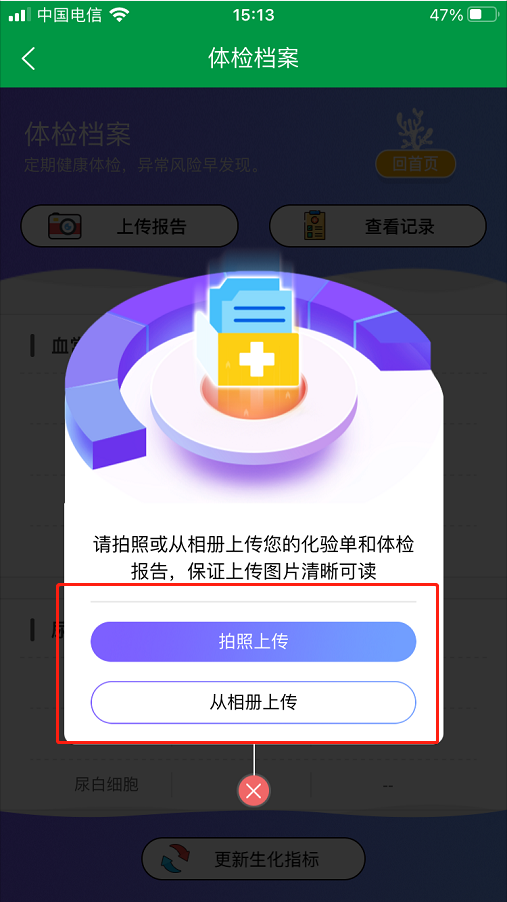 中国电信
15:13
47%
体检档案
体检档案
定期健康体检，异常风险早发现。
回首页
上传报告
查看记录
请拍照或从相册上传您的化验单和体检
报告，保证上传图片清晰可读
拍照上传
从相册上传
尿白细胞
--
更新生化指标